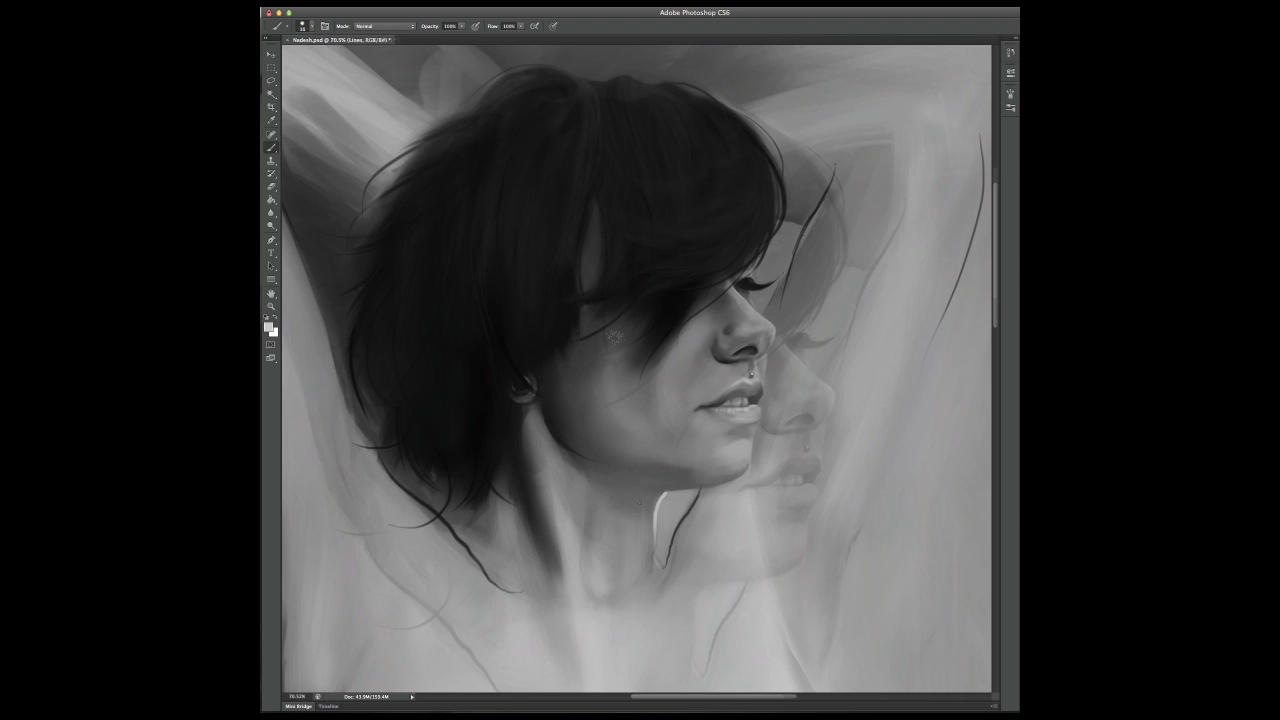 Adobe Photoshop CS6
Mode: Normal Opacity: 100% Flow: 100%
× Nadesh.psd @ 70.5% (Lines, RGB/8#) *
70.52% Doc: 43.9M/193.4M
Mini Bridge Timeline